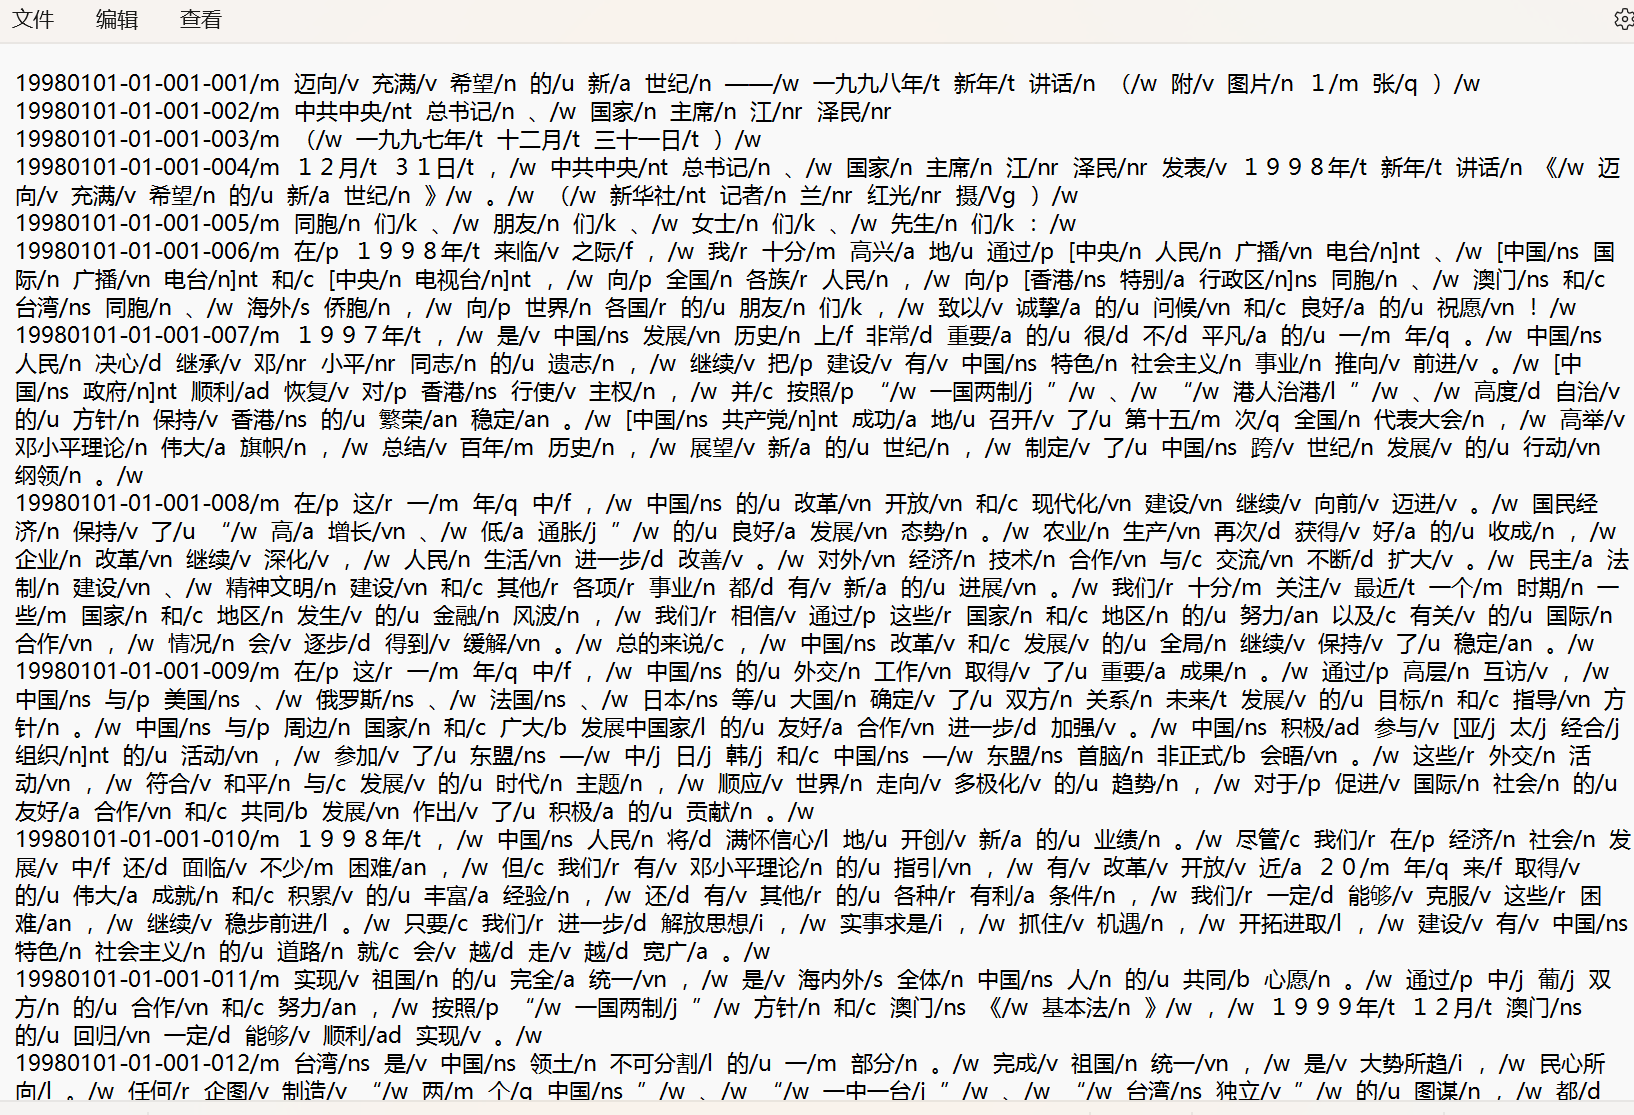 文件 编辑 查看
19980101-01-001-001/m 迈向/v 充满/v 希望/n 的/u 新/a 世纪/n ——/w 一九九八年/t 新年/t 讲话/n （/w 附/v 图片/n １/m 张/q ）/w
19980101-01-001-002/m 中共中央/nt 总书记/n 、/w 国家/n 主席/n 江/nr 泽民/nr
19980101-01-001-003/m （/w 一九九七年/t 十二月/t 三十一日/t ）/w
19980101-01-001-004/m １２月/t ３１日/t ，/w 中共中央/nt 总书记/n 、/w 国家/n 主席/n 江/nr 泽民/nr 发表/v １９９８年/t 新年/t 讲话/n 《/w 迈
向/v 充满/v 希望/n 的/u 新/a 世纪/n 》/w 。/w （/w 新华社/nt 记者/n 兰/nr 红光/nr 摄/Vg ）/w
19980101-01-001-005/m 同胞/n 们/k 、/w 朋友/n 们/k 、/w 女士/n 们/k 、/w 先生/n 们/k ：/w
19980101-01-001-006/m 在/p １９９８年/t 来临/v 之际/f ，/w 我/r 十分/m 高兴/a 地/u 通过/p [中央/n 人民/n 广播/vn 电台/n]nt 、/w [中国/ns 国
际/n 广播/vn 电台/n]nt 和/c [中央/n 电视台/n]nt ，/w 向/p 全国/n 各族/r 人民/n ，/w 向/p [香港/ns 特别/a 行政区/n]ns 同胞/n 、/w 澳门/ns 和/c
台湾/ns 同胞/n 、/w 海外/s 侨胞/n ，/w 向/p 世界/n 各国/r 的/u 朋友/n 们/k ，/w 致以/v 诚挚/a 的/u 问候/vn 和/c 良好/a 的/u 祝愿/vn ！/w
19980101-01-001-007/m １９９７年/t ，/w 是/v 中国/ns 发展/vn 历史/n 上/f 非常/d 重要/a 的/u 很/d 不/d 平凡/a 的/u 一/m 年/q 。/w 中国/ns
人民/n 决心/d 继承/v 邓/nr 小平/nr 同志/n 的/u 遗志/n ，/w 继续/v 把/p 建设/v 有/v 中国/ns 特色/n 社会主义/n 事业/n 推向/v 前进/v 。/w [中
国/ns 政府/n]nt 顺利/ad 恢复/v 对/p 香港/ns 行使/v 主权/n ，/w 并/c 按照/p “/w 一国两制/j ”/w 、/w “/w 港人治港/l ”/w 、/w 高度/d 自治/v
的/u 方针/n 保持/v 香港/ns 的/u 繁荣/an 稳定/an 。/w [中国/ns 共产党/n]nt 成功/a 地/u 召开/v 了/u 第十五/m 次/q 全国/n 代表大会/n ，/w 高举/v
邓小平理论/n 伟大/a 旗帜/n ，/w 总结/v 百年/m 历史/n ，/w 展望/v 新/a 的/u 世纪/n ，/w 制定/v 了/u 中国/ns 跨/v 世纪/n 发展/v 的/u 行动/vn
纲领/n 。/w
19980101-01-001-008/m 在/p 这/r 一/m 年/q 中/f ，/w 中国/ns 的/u 改革/vn 开放/vn 和/c 现代化/vn 建设/vn 继续/v 向前/v 迈进/v 。/w 国民经
济/n 保持/v 了/u “/w 高/a 增长/vn 、/w 低/a 通胀/j ”/w 的/u 良好/a 发展/vn 态势/n 。/w 农业/n 生产/vn 再次/d 获得/v 好/a 的/u 收成/n ，/w
企业/n 改革/vn 继续/v 深化/v ，/w 人民/n 生活/vn 进一步/d 改善/v 。/w 对外/vn 经济/n 技术/n 合作/vn 与/c 交流/vn 不断/d 扩大/v 。/w 民主/a 法
制/n 建设/vn 、/w 精神文明/n 建设/vn 和/c 其他/r 各项/r 事业/n 都/d 有/v 新/a 的/u 进展/vn 。/w 我们/r 十分/m 关注/v 最近/t 一个/m 时期/n 一
些/m 国家/n 和/c 地区/n 发生/v 的/u 金融/n 风波/n ，/w 我们/r 相信/v 通过/p 这些/r 国家/n 和/c 地区/n 的/u 努力/an 以及/c 有关/v 的/u 国际/n
合作/vn ，/w 情况/n 会/v 逐步/d 得到/v 缓解/vn 。/w 总的来说/c ，/w 中国/ns 改革/v 和/c 发展/v 的/u 全局/n 继续/v 保持/v 了/u 稳定/an 。/w
19980101-01-001-009/m 在/p 这/r 一/m 年/q 中/f ，/w 中国/ns 的/u 外交/n 工作/vn 取得/v 了/u 重要/a 成果/n 。/w 通过/p 高层/n 互访/v ，/w
中国/ns 与/p 美国/ns 、/w 俄罗斯/ns 、/w 法国/ns 、/w 日本/ns 等/u 大国/n 确定/v 了/u 双方/n 关系/n 未来/t 发展/v 的/u 目标/n 和/c 指导/vn 方
针/n 。/w 中国/ns 与/p 周边/n 国家/n 和/c 广大/b 发展中国家/l 的/u 友好/a 合作/vn 进一步/d 加强/v 。/w 中国/ns 积极/ad 参与/v [亚/j 太/j 经合/j
组织/n]nt 的/u 活动/vn ，/w 参加/v 了/u 东盟/ns —/w 中/j 日/j 韩/j 和/c 中国/ns —/w 东盟/ns 首脑/n 非正式/b 会晤/vn 。/w 这些/r 外交/n 活
动/vn ，/w 符合/v 和平/n 与/c 发展/v 的/u 时代/n 主题/n ，/w 顺应/v 世界/n 走向/v 多极化/v 的/u 趋势/n ，/w 对于/p 促进/v 国际/n 社会/n 的/u
友好/a 合作/vn 和/c 共同/b 发展/vn 作出/v 了/u 积极/a 的/u 贡献/n 。/w
19980101-01-001-010/m １９９８年/t ，/w 中国/ns 人民/n 将/d 满怀信心/l 地/u 开创/v 新/a 的/u 业绩/n 。/w 尽管/c 我们/r 在/p 经济/n 社会/n 发
展/v 中/f 还/d 面临/v 不少/m 困难/an ，/w 但/c 我们/r 有/v 邓小平理论/n 的/u 指引/vn ，/w 有/v 改革/v 开放/v 近/a ２０/m 年/q 来/f 取得/v
的/u 伟大/a 成就/n 和/c 积累/v 的/u 丰富/a 经验/n ，/w 还/d 有/v 其他/r 的/u 各种/r 有利/a 条件/n ，/w 我们/r 一定/d 能够/v 克服/v 这些/r 困
难/an ，/w 继续/v 稳步前进/l 。/w 只要/c 我们/r 进一步/d 解放思想/i ，/w 实事求是/i ，/w 抓住/v 机遇/n ，/w 开拓进取/l ，/w 建设/v 有/v 中国/ns
特色/n 社会主义/n 的/u 道路/n 就/c 会/v 越/d 走/v 越/d 宽广/a 。/w
19980101-01-001-011/m 实现/v 祖国/n 的/u 完全/a 统一/vn ，/w 是/v 海内外/s 全体/n 中国/ns 人/n 的/u 共同/b 心愿/n 。/w 通过/p 中/j 葡/j 双
方/n 的/u 合作/vn 和/c 努力/an ，/w 按照/p “/w 一国两制/j ”/w 方针/n 和/c 澳门/ns 《/w 基本法/n 》/w ，/w １９９９年/t １２月/t 澳门/ns
的/u 回归/vn 一定/d 能够/v 顺利/ad 实现/v 。/w
19980101-01-001-012/m 台湾/ns 是/v 中国/ns 领土/n 不可分割/l 的/u 一/m 部分/n 。/w 完成/v 祖国/n 统一/vn ，/w 是/v 大势所趋/i ，/w 民心所
向/l 。/w 任何/r 企图/v 制造/v “/w 两/m 个/q 中国/ns ”/w 、/w “/w 一中一台/j ”/w 、/w “/w 台湾/ns 独立/v ”/w 的/u 图谋/n ，/w 都/d